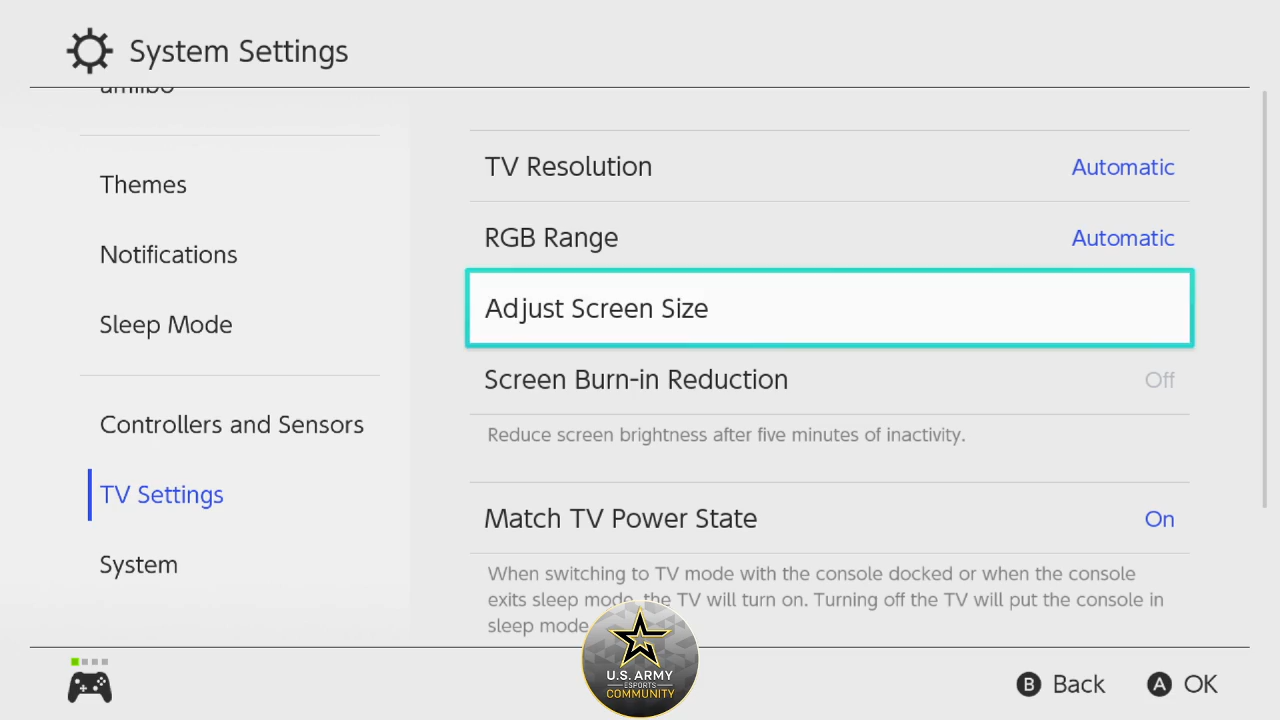 System Settings
amiibo
Themes
Notifications
Sleep Mode
Controllers and Sensors
TV Settings
System
TV Resolution Automatic
RGB Range Automatic
Adjust Screen Size
Screen Burn-in Reduction Off
Reduce screen brightness after five minutes of inactivity.
Match TV Power State On
When switching to TV mode with the console docked or when the console
exits sleep mode, the TV will turn on. Turning off the TV will put the console in
sleep mode
U.S. ARMY
ESPORTS
COMMUNITY
B Back
A OK